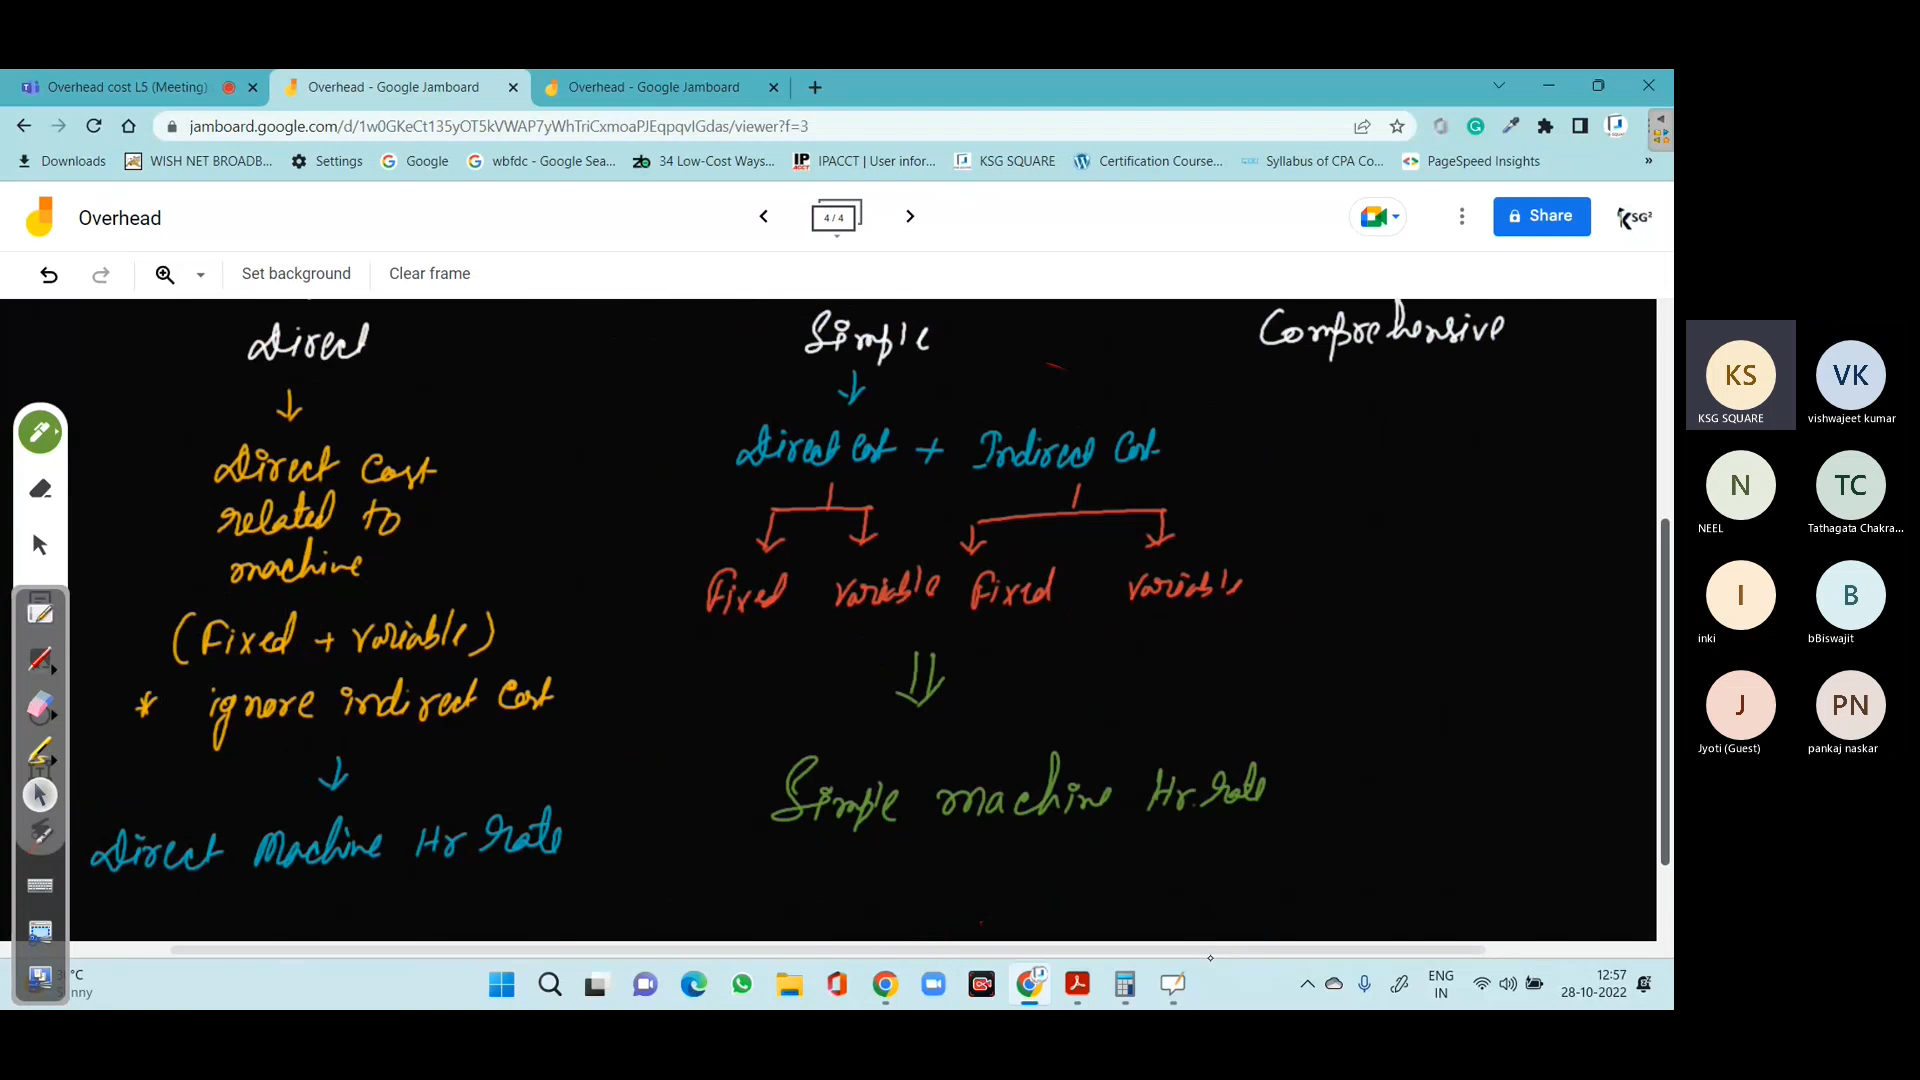 Overhead cost L5 (Meeting)
Overhead - Google Jamboard
Overhead - Google Jamboard
jamboard.google.com/d/1w0GKeCt135yOT5kVWAP7yWhTriCxmoaPJEqpqvIGdas/viewer?f=3
Downloads
WISH NET BROADB...
Settings
Google
wbfdc - Google Sea...
34 Low-Cost Ways...
IPACCT | User infor...
KSG SQUARE
Certification Course...
Syllabus of CPA Co...
PageSpeed Insights
Overhead
4 / 4
Share
KSG²
Set background
Clear frame
Direct
Direct Cost
related to
machine
(Fixed + variable)
* ignore indirect Cost
Direct Machine Hr Rate
Simple
Direct Cost + Indirect Cost
Fixed variable Fixed variable
Simple machine Hr. Rate
Comprehensive
KS
KSG SQUARE
VK
vishwajeet kumar
N
NEEL
TC
Tathagata Chakra...
I
inki
B
bBiswajit
J
Jyoti (Guest)
PN
pankaj naskar
ENG
IN
12:57
28-10-2022